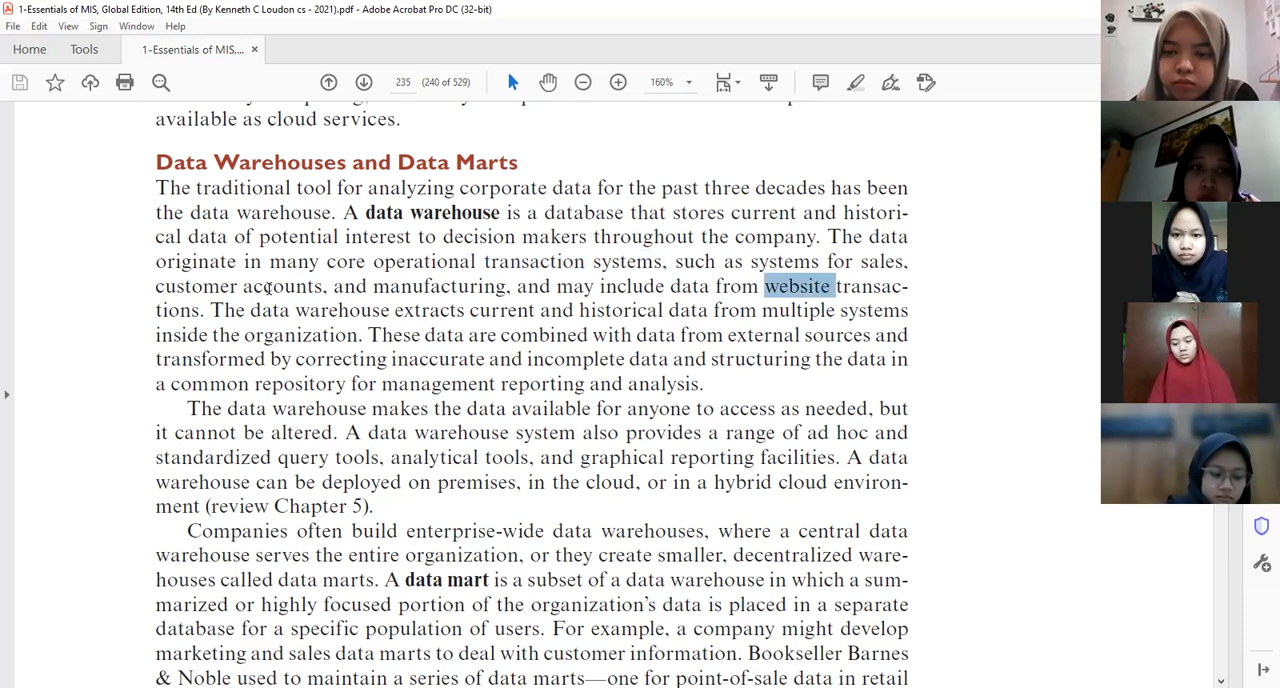 1-Essentials of MIS, Global Edition, 14th Ed (By Kenneth C Loudon cs - 2021).pdf - Adobe Acrobat Pro DC (32-bit)
File Edit View Sign Window Help
Home Tools 1-Essentials of MIS,... ×
235 (240 of 529) 160%
available as cloud services.
Data Warehouses and Data Marts
The traditional tool for analyzing corporate data for the past three decades has been
the data warehouse. A data warehouse is a database that stores current and histori-
cal data of potential interest to decision makers throughout the company. The data
originate in many core operational transaction systems, such as systems for sales,
customer accounts, and manufacturing, and may include data from website transac-
tions. The data warehouse extracts current and historical data from multiple systems
inside the organization. These data are combined with data from external sources and
transformed by correcting inaccurate and incomplete data and structuring the data in
a common repository for management reporting and analysis.
The data warehouse makes the data available for anyone to access as needed, but
it cannot be altered. A data warehouse system also provides a range of ad hoc and
standardized query tools, analytical tools, and graphical reporting facilities. A data
warehouse can be deployed on premises, in the cloud, or in a hybrid cloud environ-
ment (review Chapter 5).
Companies often build enterprise-wide data warehouses, where a central data
warehouse serves the entire organization, or they create smaller, decentralized ware-
houses called data marts. A data mart is a subset of a data warehouse in which a sum-
marized or highly focused portion of the organization's data is placed in a separate
database for a specific population of users. For example, a company might develop
marketing and sales data marts to deal with customer information. Bookseller Barnes
& Noble used to maintain a series of data marts—one for point-of-sale data in retail